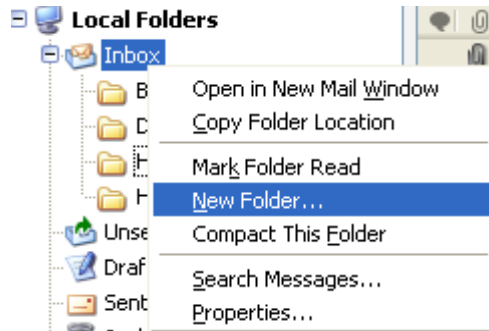 Local Folders
Inbox
Open in New Mail Window
Copy Folder Location
Mark Folder Read
New Folder...
Compact This Folder
Search Messages...
Properties...
B
D
H
H
Unse
Draf
Sent